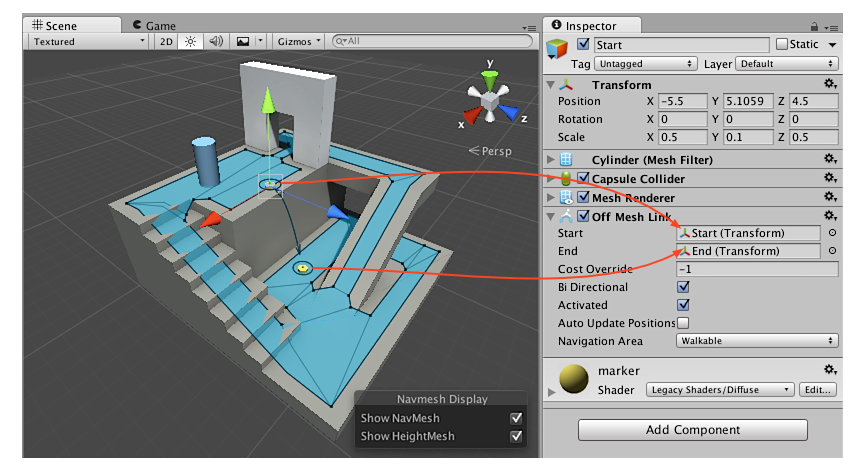 Scene
Game
Textured
2D
Gizmos
All
y
x
z
Persp
Navmesh Display
Show NavMesh
Show HeightMesh
Inspector
Start
Static
Tag Untagged Layer Default
Transform
Position X -5.5 Y 5.1059 Z 4.5
Rotation X 0 Y 0 Z 0
Scale X 0.5 Y 0.1 Z 0.5
Cylinder (Mesh Filter)
Capsule Collider
Mesh Renderer
Off Mesh Link
Start Start (Transform)
End End (Transform)
Cost Override -1
Bi Directional
Activated
Auto Update Positions
Navigation Area Walkable
marker
Shader Legacy Shaders/Diffuse Edit...
Add Component